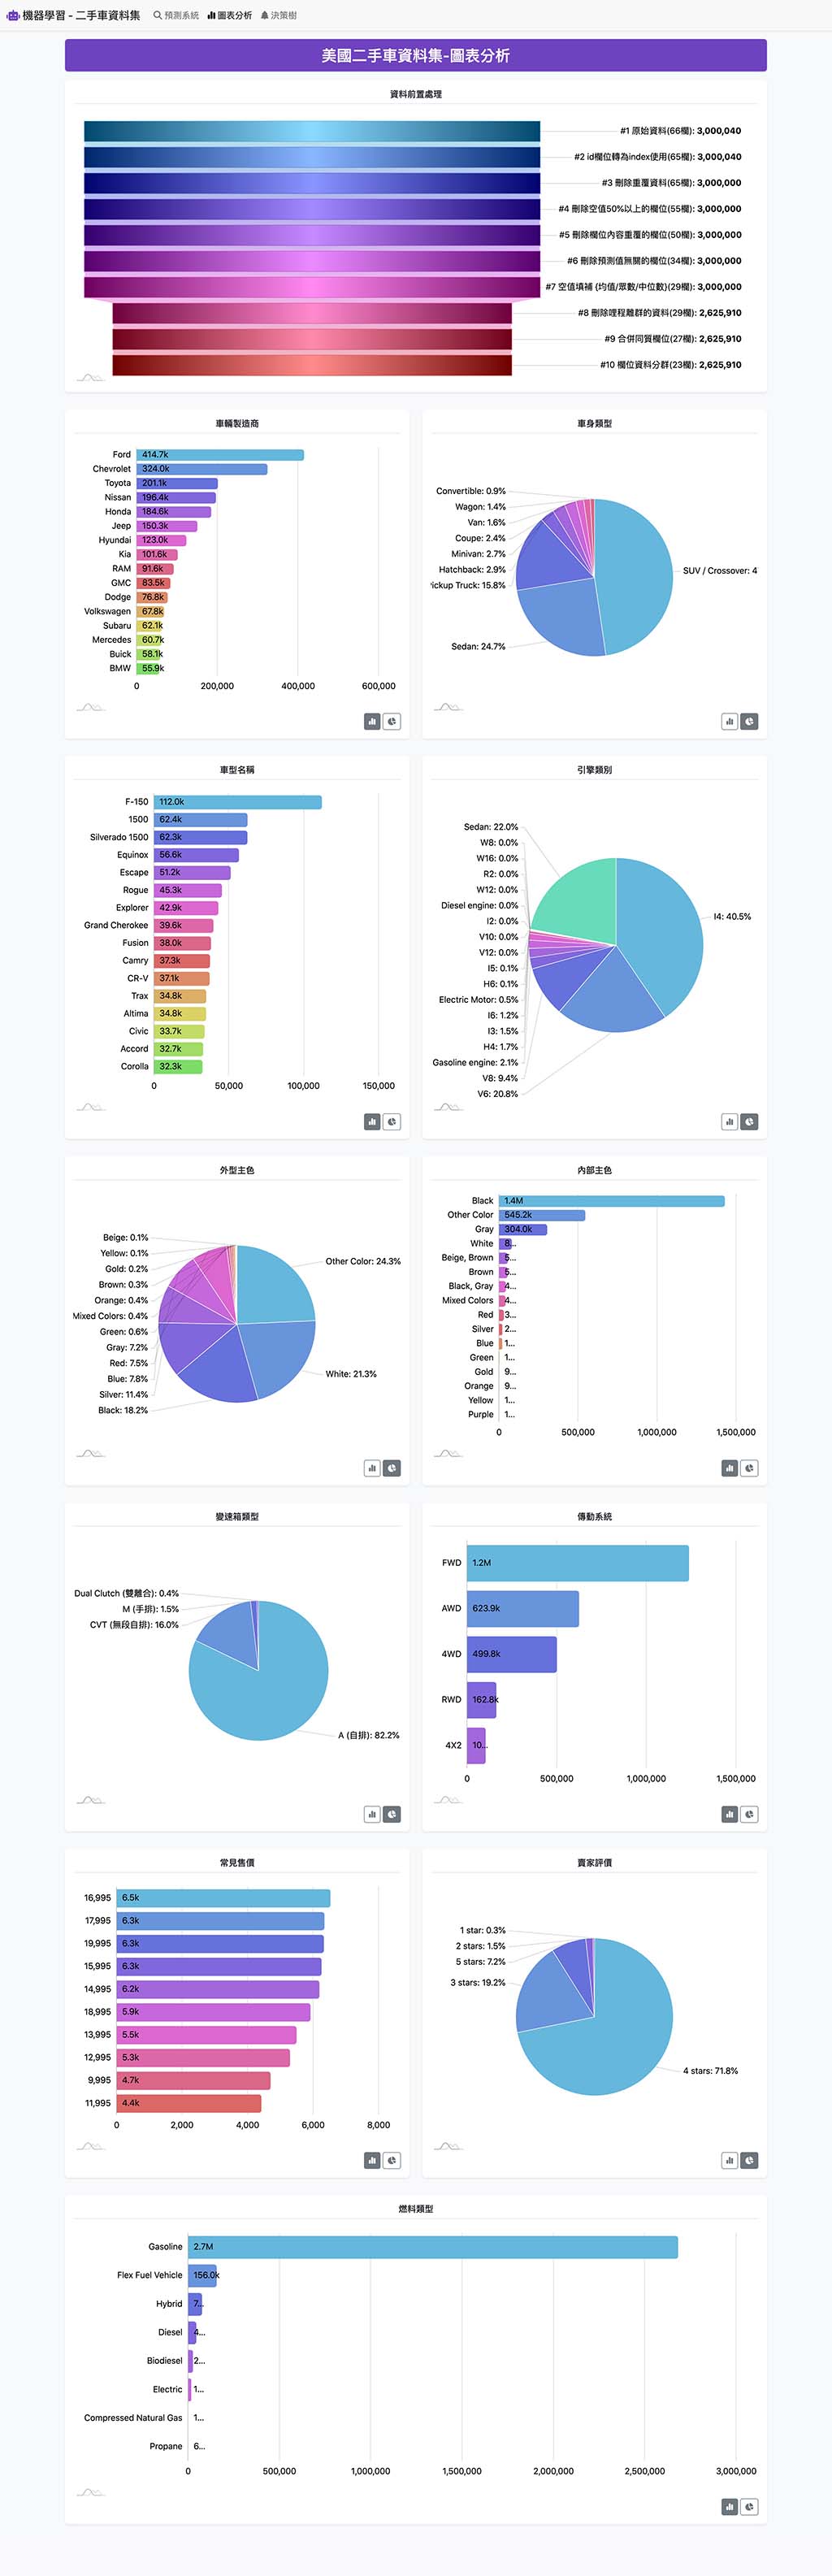 機器學習 - 二手車資料集 預測系統 圖表分析 決策樹
美國二手車資料集-圖表分析
資料前置處理
#1 原始資料(66欄): 3,000,040
#2 id欄位轉為index使用(65欄): 3,000,040
#3 刪除重覆資料(65欄): 3,000,000
#4 刪除空值50%以上的欄位(55欄): 3,000,000
#5 刪除欄位內容重覆的欄位(50欄): 3,000,000
#6 刪除預測值無關的欄位(34欄): 3,000,000
#7 空值填補 (均值/眾數/中位數)(29欄): 3,000,000
#8 刪除哩程離群的資料(29欄): 2,625,910
#9 合併同質欄位(27欄): 2,625,910
#10 欄位資料分群(23欄): 2,625,910
車輛製造商
Ford 414.7k
Chevrolet 324.0k
Toyota 201.1k
Nissan 196.4k
Honda 184.6k
Jeep 150.3k
Hyundai 123.0k
Kia 101.6k
RAM 91.6k
GMC 83.5k
Dodge 76.8k
Volkswagen 67.8k
Subaru 62.1k
Mercedes 60.7k
Buick 58.1k
BMW 55.9k
0 200,000 400,000 600,000
車身類型
Convertible: 0.9%
Wagon: 1.4%
Van: 1.6%
Coupe: 2.4%
Minivan: 2.7%
Hatchback: 2.9%
ickup Truck: 15.8%
SUV / Crossover: 4
Sedan: 24.7%
車型名稱
F-150 112.0k
1500 62.4k
Silverado 1500 62.3k
Equinox 56.6k
Escape 51.2k
Rogue 45.3k
Explorer 42.9k
Grand Cherokee 39.6k
Fusion 38.0k
Camry 37.3k
CR-V 37.1k
Trax 34.8k
Altima 34.8k
Civic 33.7k
Accord 32.7k
Corolla 32.3k
0 50,000 100,000 150,000
引擎類別
Sedan: 22.0%
W8: 0.0%
W16: 0.0%
R2: 0.0%
W12: 0.0%
Diesel engine: 0.0%
I2: 0.0%
V10: 0.0%
V12: 0.0%
I5: 0.1%
H6: 0.1%
Electric Motor: 0.5%
I6: 1.2%
I3: 1.5%
H4: 1.7%
Gasoline engine: 2.1%
V8: 9.4%
V6: 20.8%
I4: 40.5%
外型主色
Beige: 0.1%
Yellow: 0.1%
Gold: 0.2%
Brown: 0.3%
Orange: 0.4%
Mixed Colors: 0.4%
Green: 0.6%
Gray: 7.2%
Red: 7.5%
Blue: 7.8%
Silver: 11.4%
Black: 18.2%
Other Color: 24.3%
White: 21.3%
內部主色
Black 1.4M
Other Color 545.2k
Gray 304.0k
White 8...
Beige, Brown 5...
Brown 5...
Black, Gray 4...
Mixed Colors 4...
Red 3...
Silver 2...
Blue 1...
Green 1...
Gold 9...
Orange 9...
Yellow 1...
Purple 1...
0 500,000 1,000,000 1,500,000
變速箱類型
Dual Clutch (雙離合): 0.4%
M (手排): 1.5%
CVT (無段自排): 16.0%
A (自排): 82.2%
傳動系統
FWD 1.2M
AWD 623.9k
4WD 499.8k
RWD 162.8k
4X2 10...
0 500,000 1,000,000 1,500,000
常見售價
16,995 6.5k
17,995 6.3k
19,995 6.3k
15,995 6.3k
14,995 6.2k
18,995 5.9k
13,995 5.5k
12,995 5.3k
9,995 4.7k
11,995 4.4k
0 2,000 4,000 6,000 8,000
賣家評價
1 star: 0.3%
2 stars: 1.5%
5 stars: 7.2%
3 stars: 19.2%
4 stars: 71.8%
燃料類型
Gasoline 2.7M
Flex Fuel Vehicle 156.0k
Hybrid 7...
Diesel 4...
Biodiesel 2...
Electric 1...
Compressed Natural Gas 1...
Propane 6...
0 500,000 1,000,000 1,500,000 2,000,000 2,500,000 3,000,000